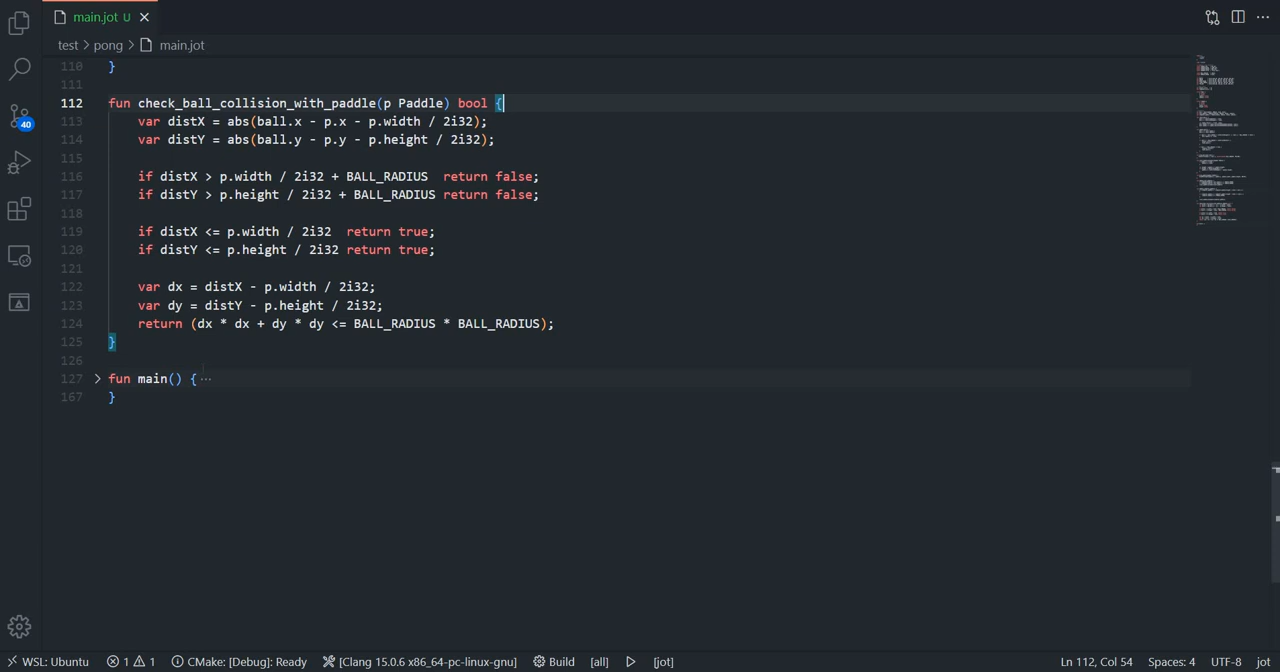 main.jot U
test > pong > main.jot
110 }
111
112 fun check_ball_collision_with_paddle(p Paddle) bool {
113 var distX = abs(ball.x - p.x - p.width / 2i32);
114 var distY = abs(ball.y - p.y - p.height / 2i32);
115
116 if distX > p.width / 2i32 + BALL_RADIUS  return false;
117 if distY > p.height / 2i32 + BALL_RADIUS return false;
118
119 if distX <= p.width / 2i32  return true;
120 if distY <= p.height / 2i32 return true;
121
122 var dx = distX - p.width / 2i32;
123 var dy = distY - p.height / 2i32;
124 return (dx * dx + dy * dy <= BALL_RADIUS * BALL_RADIUS);
125 }
126
127 > fun main() { ⋯
167 }
40
WSL: Ubuntu 1 1 CMake: [Debug]: Ready [Clang 15.0.6 x86_64-pc-linux-gnu] Build [all] [jot] Ln 112, Col 54 Spaces: 4 UTF-8 jot